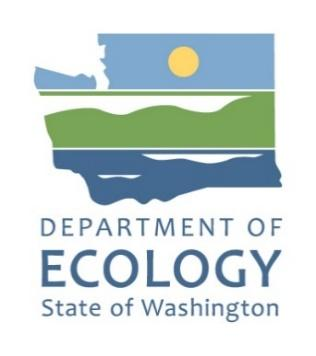 DEPARTMENT OF
ECOLOGY
State of Washington